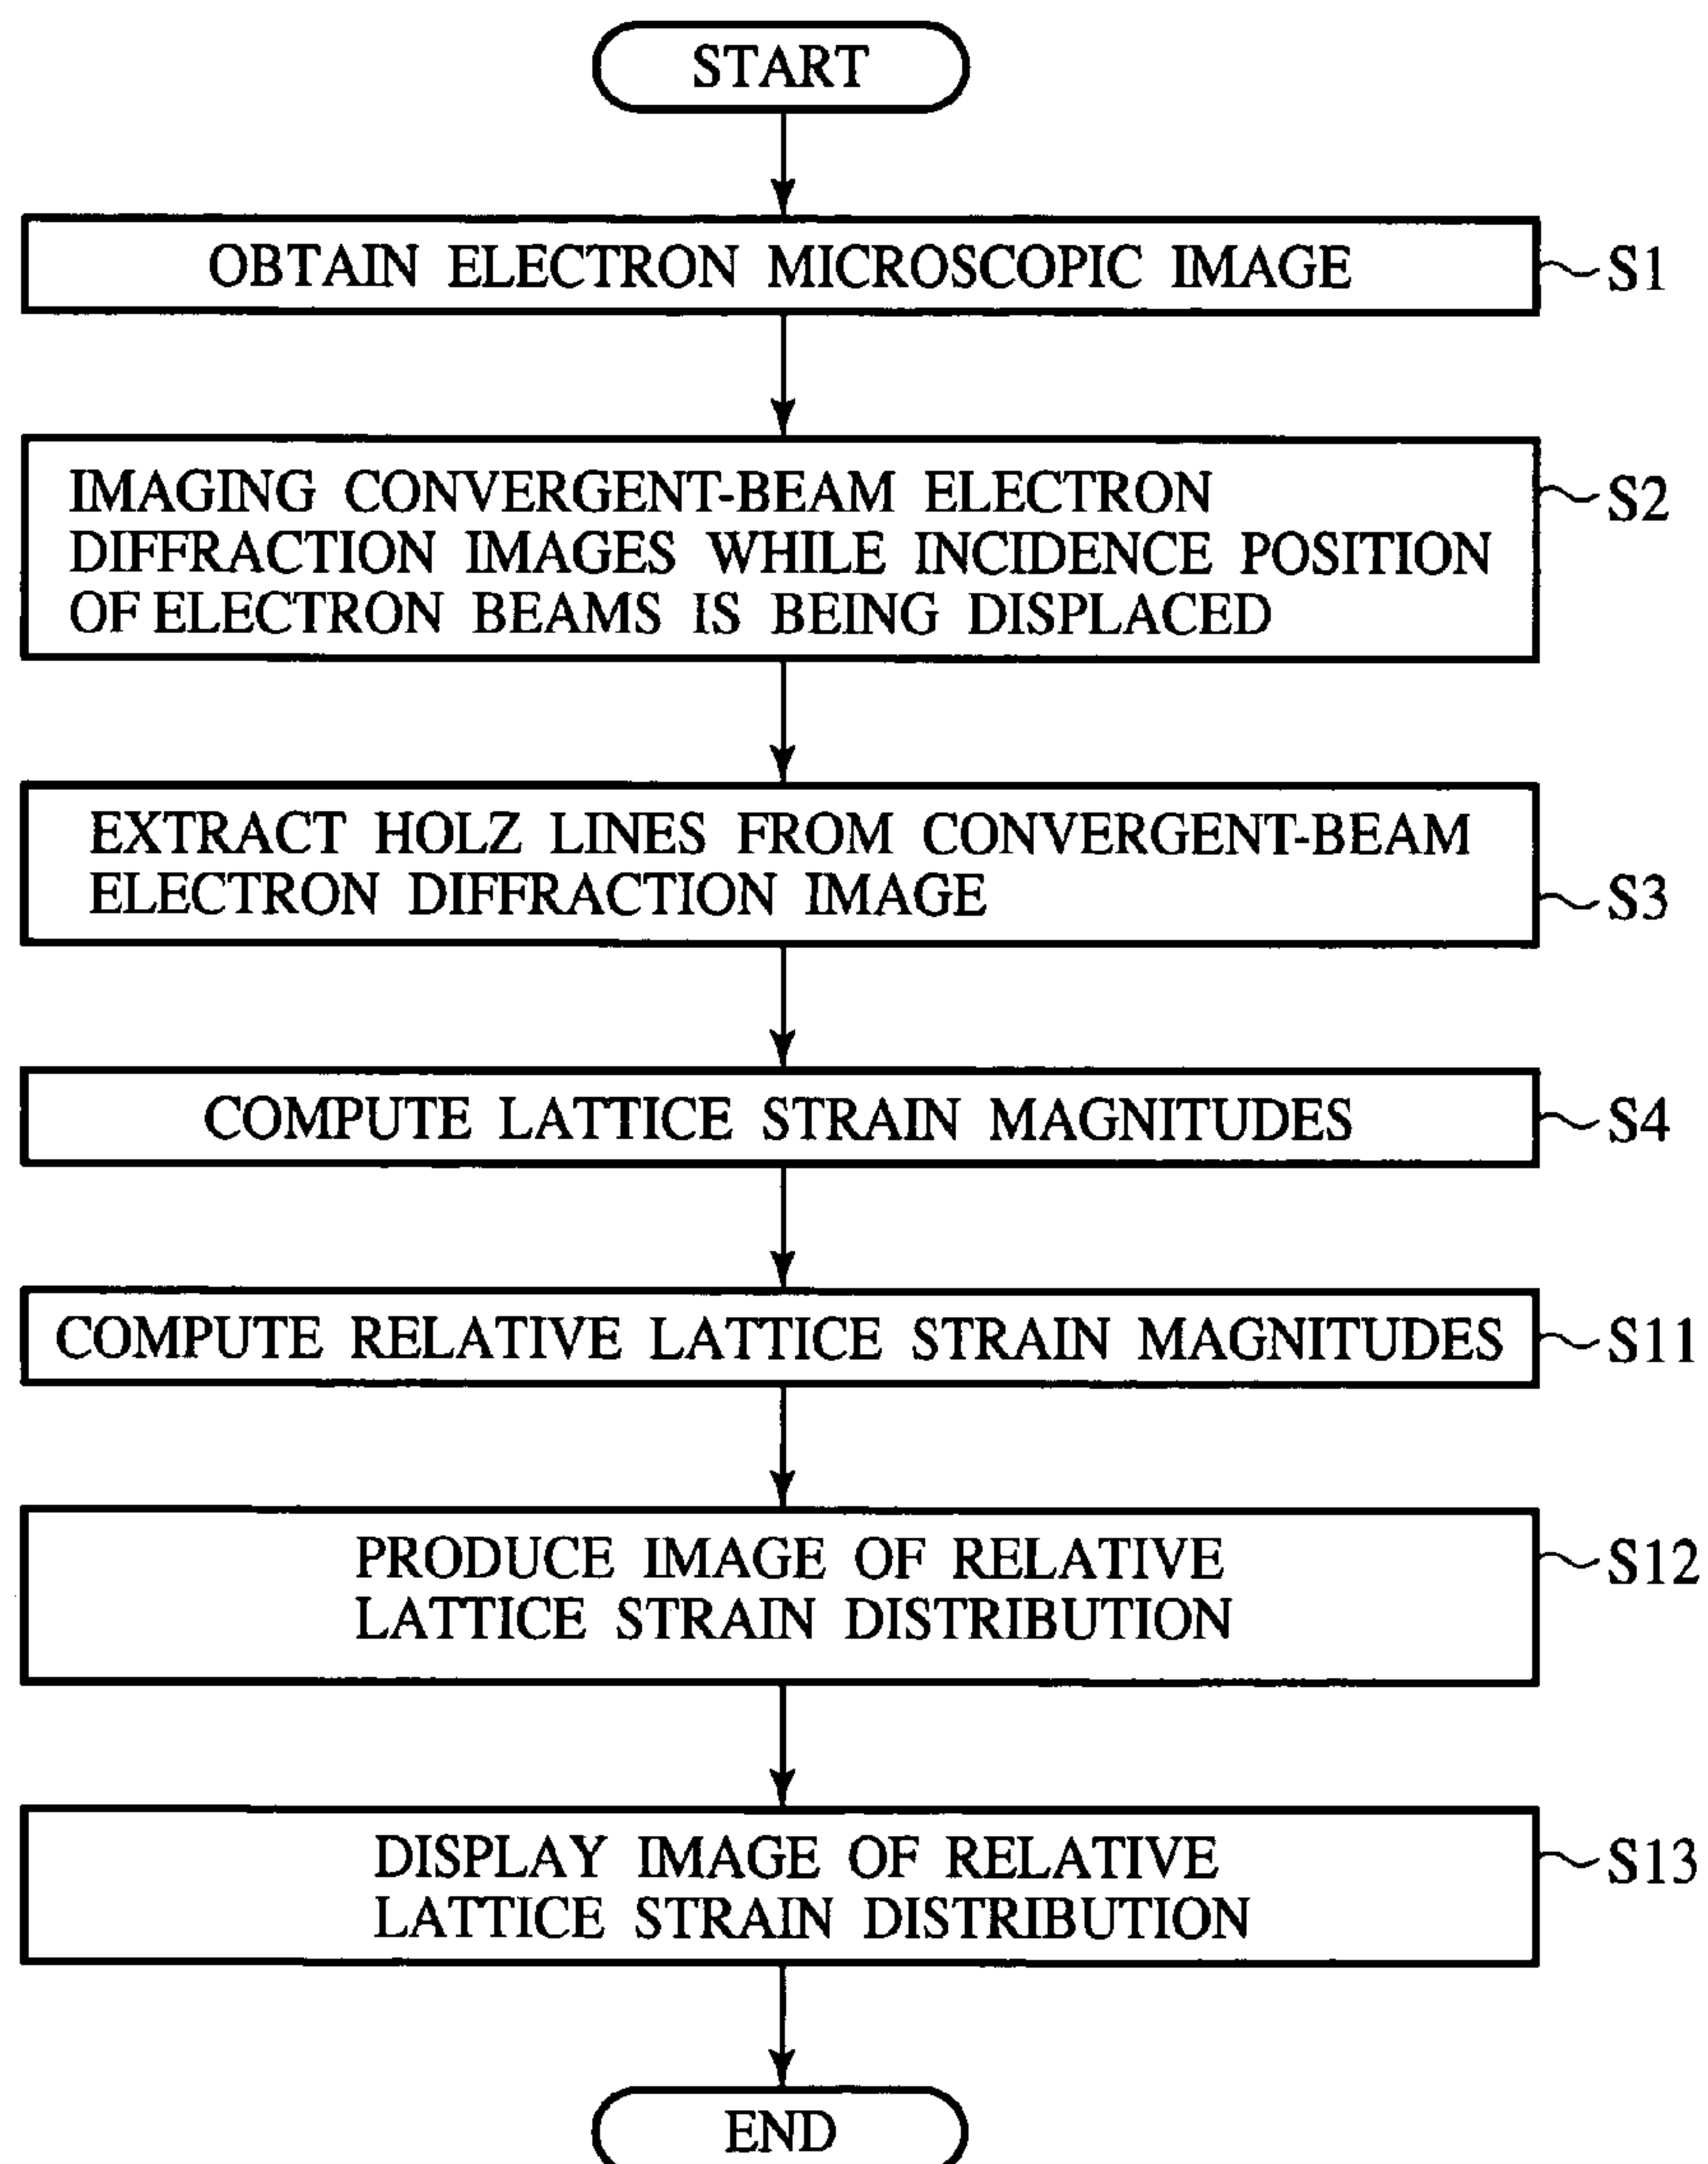 START
OBTAIN ELECTRON MICROSCOPIC IMAGE
S1
IMAGING CONVERGENT-BEAM ELECTRON
DIFFRACTION IMAGES WHILE INCIDENCE POSITION
OF ELECTRON BEAMS IS BEING DISPLACED
S2
EXTRACT HOLZ LINES FROM CONVERGENT-BEAM
ELECTRON DIFFRACTION IMAGE
S3
COMPUTE LATTICE STRAIN MAGNITUDES
S4
COMPUTE RELATIVE LATTICE STRAIN MAGNITUDES
S11
PRODUCE IMAGE OF RELATIVE
LATTICE STRAIN DISTRIBUTION
S12
DISPLAY IMAGE OF RELATIVE
LATTICE STRAIN DISTRIBUTION
S13
END